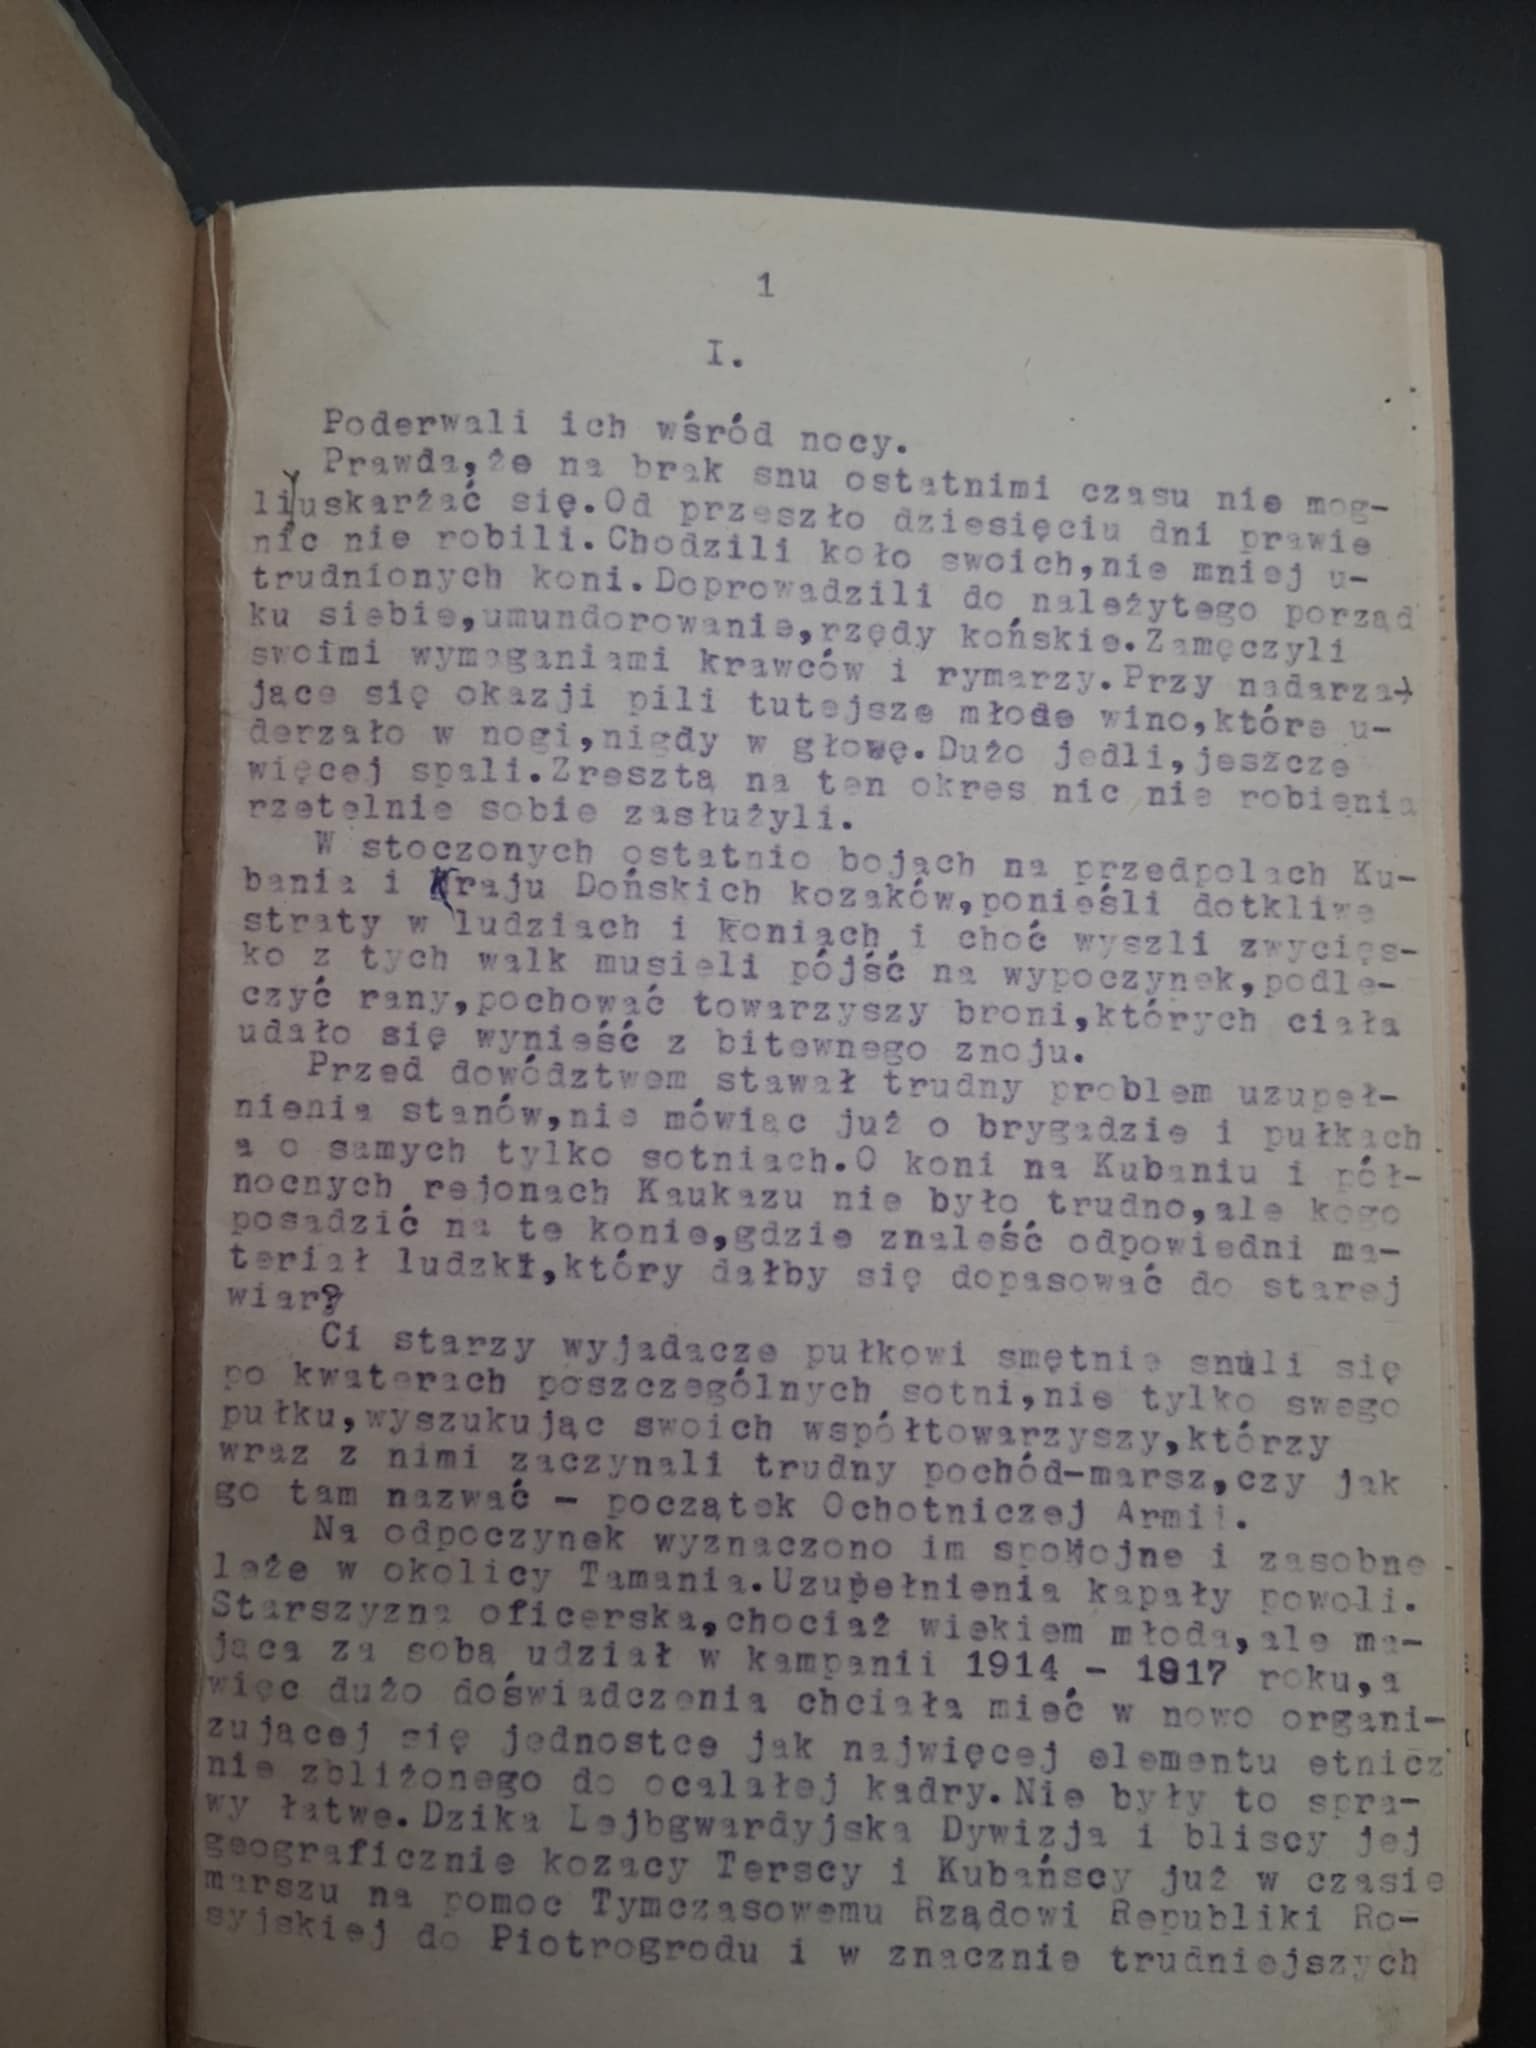 1
I.
Poderwali ich wśród nocy.
Prawda,że na brak snu ostatnimi czasu nie mog-
li uskarżać się.Od przeszło dziesięciu dni prawie
nic nie robili.Chodzili koło swoich,nie mniej u-
trudnionych koni.Doprowadzili do należytego porząd
ku siebie,umundorowanie,rzędy końskie.Zamęczyli
swoimi wymaganiami krawców i rymarzy.Przy nadarza-
jące się okazji pili tutejsze młode wino,które u-
derzało w nogi,nigdy w głowę.Dużo jedli,jeszcze
więcej spali.Zresztą na ten okres nic nie robienia
rzetelnie sobie zasłużyli.
W stoczonych ostatnio bojach na przedpolach Ku-
bania i Kraju Dońskich kozaków,ponieśli dotkliwe
straty w ludziach i koniach i choć wyszli zwycięs-
ko z tych walk musieli pójść na wypoczynek,podle-
czyć rany,pochować towarzyszy broni,których ciała
udało się wynieść z bitewnego znoju.
Przed dowództwem stawał trudny problem uzupeł-
nienia stanów,nie mówiąc już o brygadzie i pułkach
a o samych tylko sotniach.O koni na Kubaniu i pół-
nocnych rejonach Kaukazu nie było trudno,ale kogo
posadzić na te konie,gdzie znaleść odpowiedni ma-
teriał ludzki,który dałby się dopasować do starej
wiary?
Ci starzy wyjadacze pułkowi smętnie snuli się
po kwaterach poszczególnych sotni,nie tylko swego
pułku,wyszukując swoich współtowarzyszy,którzy
wraz z nimi zaczynali trudny pochód-marsz,czy jak
go tam nazwać - początek Ochotniczej Armii.
Na odpoczynek wyznaczono im spokojne i zasobne
leże w okolicy Tamania.Uzupełnienia kapały powoli.
Starszyzna oficerska,chociaż wiekiem młoda,ale ma-
jąca za sobą udział w kampanii 1914 - 1917 roku,a
więc dużo doświadczenia chciała mieć w nowo organi-
zującej się jednostce jak najwięcej elementu etnicz
nie zbliżonego do ocalałej kadry.Nie były to spra-
wy łatwe.Dzika Lejbgwardyjska Dywizja i bliscy jej
geograficznie kozacy Terscy i Kubańscy już w czasie
marszu na pomoc Tymczasowemu Rządowi Republiki Ro-
syjskiej do Piotrogrodu i w znacznie trudniejszych